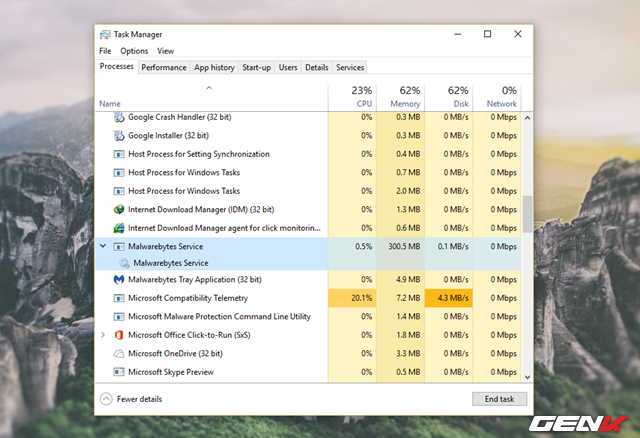 Task Manager
File Options View
Processes Performance App history Start-up Users Details Services
23% 62% 62% 0%
Name CPU Memory Disk Network
Google Crash Handler (32 bit) 0% 0.3 MB 0 MB/s 0 Mbps
Google Installer (32 bit) 0% 0.3 MB 0 MB/s 0 Mbps
Host Process for Setting Synchronization 0% 0.4 MB 0 MB/s 0 Mbps
Host Process for Windows Tasks 0% 0.7 MB 0 MB/s 0 Mbps
Host Process for Windows Tasks 0% 2.0 MB 0 MB/s 0 Mbps
Internet Download Manager (IDM) (32 bit) 0% 1.3 MB 0 MB/s 0 Mbps
Internet Download Manager agent for click monitorin... 0% 0.6 MB 0 MB/s 0 Mbps
Malwarebytes Service 0.5% 300.5 MB 0.1 MB/s 0 Mbps
Malwarebytes Service
Malwarebytes Tray Application (32 bit) 0% 4.9 MB 0 MB/s 0 Mbps
Microsoft Compatibility Telemetry 20.1% 7.2 MB 4.3 MB/s 0 Mbps
Microsoft Malware Protection Command Line Utility 0% 1.4 MB 0 MB/s 0 Mbps
Microsoft Office Click-to-Run (SxS) 0% 1.8 MB 0 MB/s 0 Mbps
Microsoft OneDrive (32 bit) 0% 3.3 MB 0 MB/s 0 Mbps
Microsoft Skype Preview 0% 0.5 MB 0 MB/s 0 Mbps
Fewer details End task
GENK